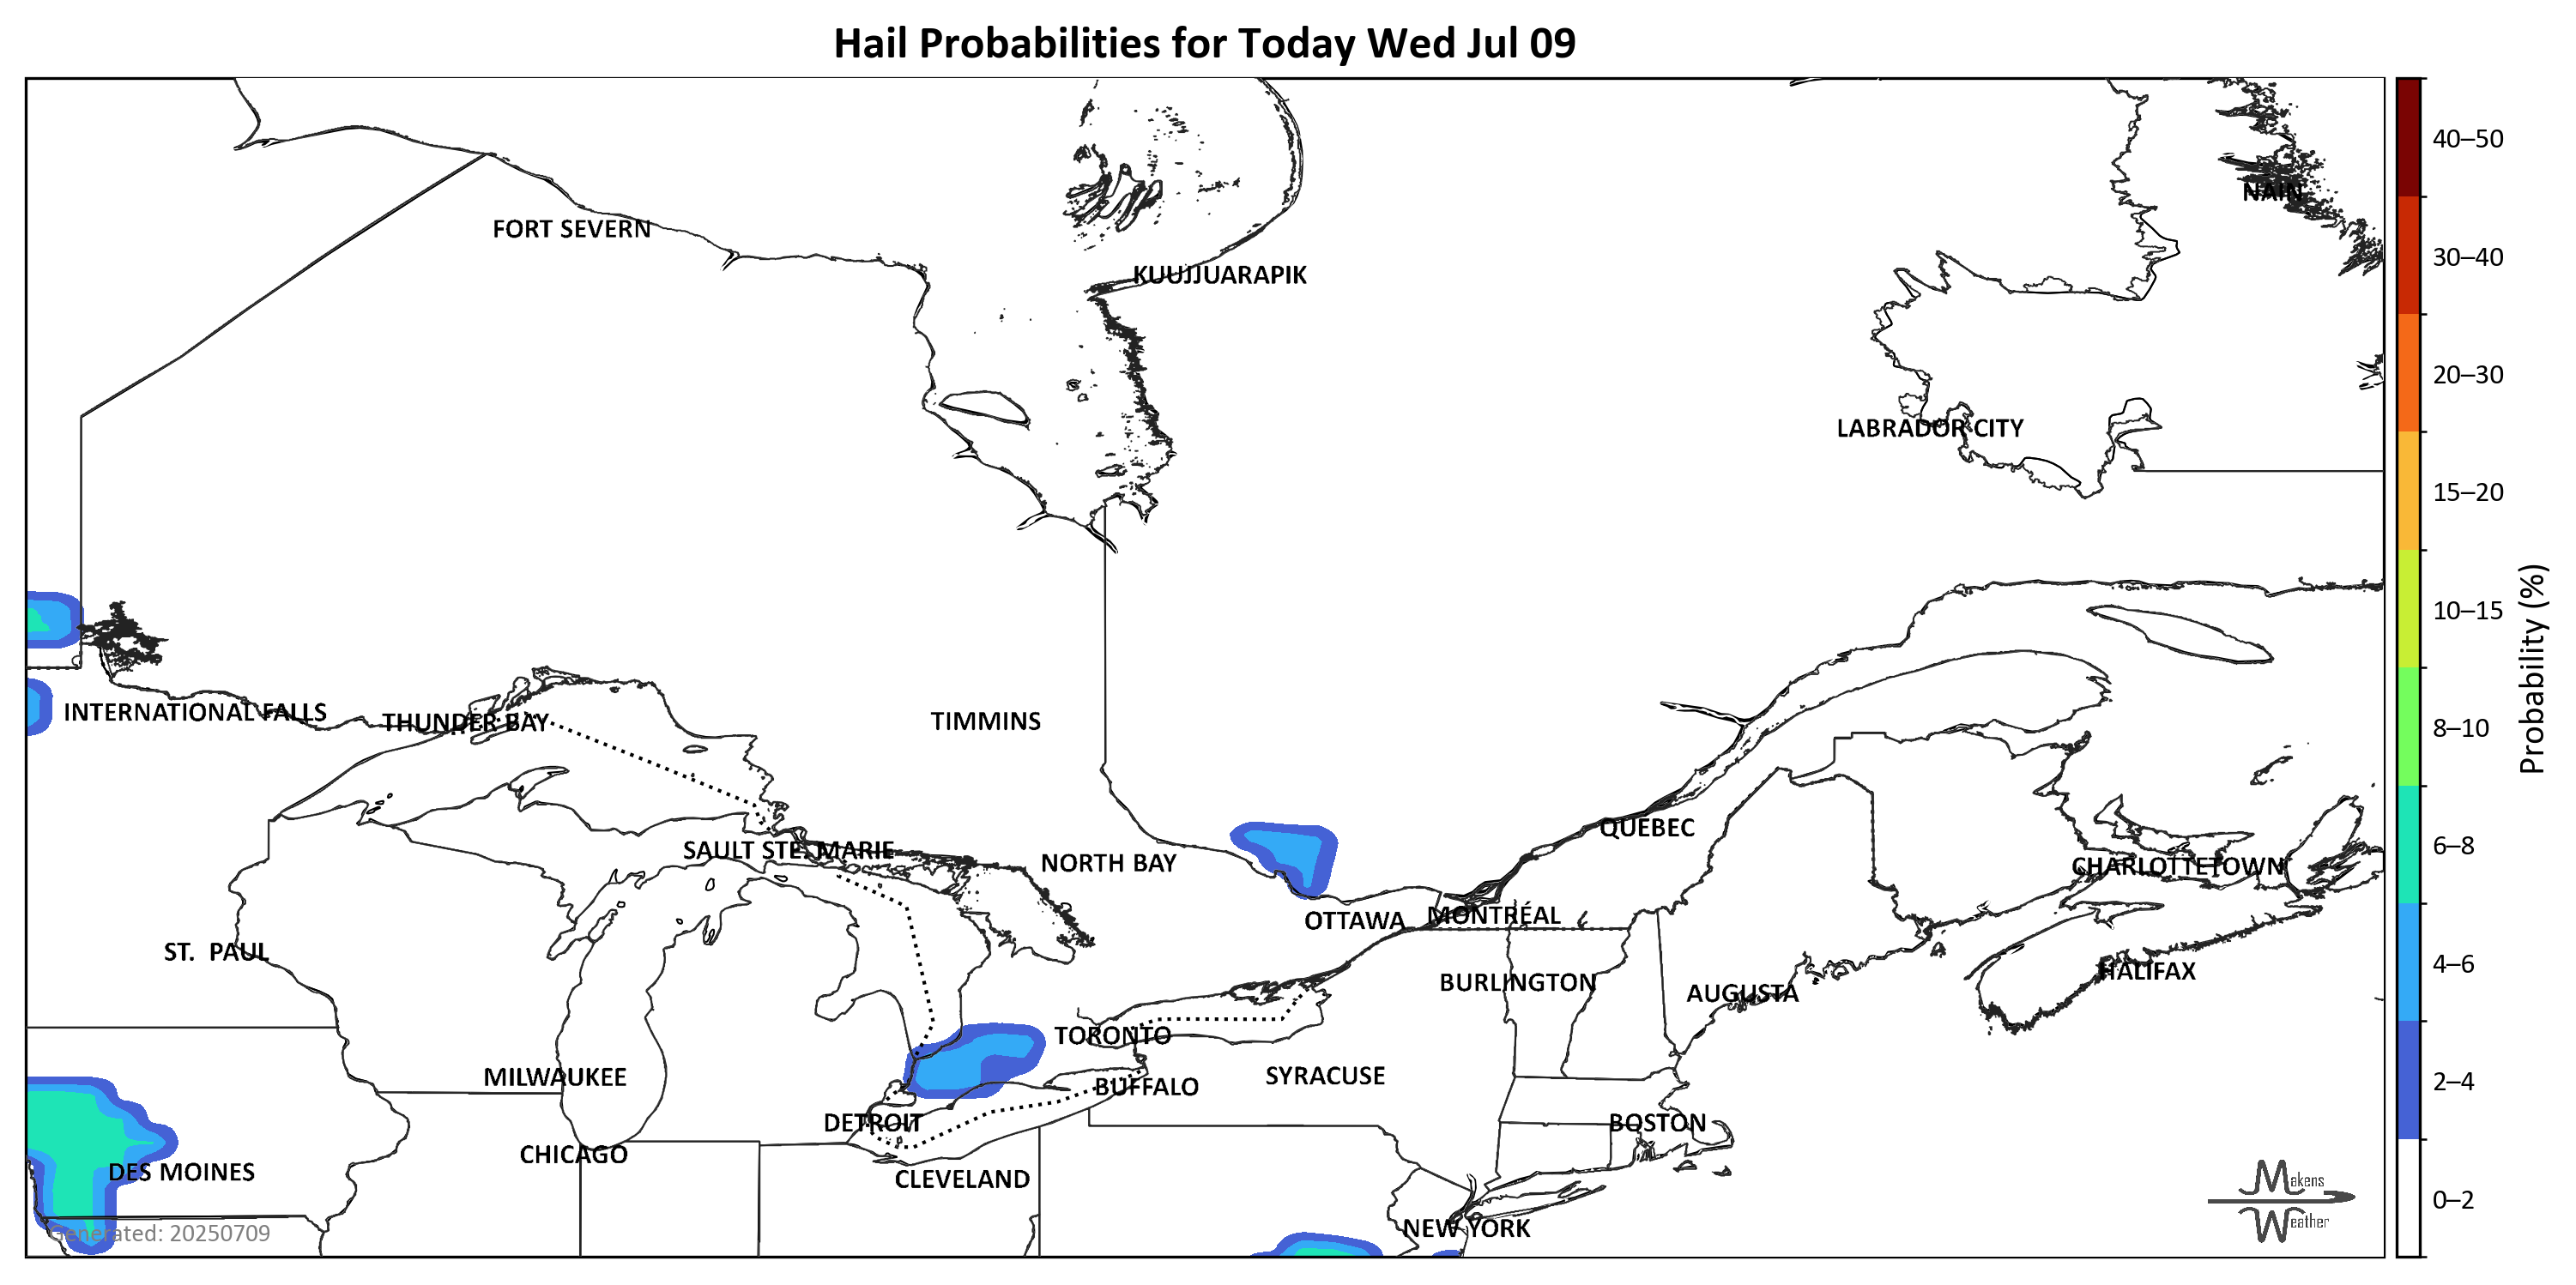 Hail Probabilities for Today Wed Jul 09
40–50
NAIN
FORT SEVERN
30–40
KUUJJUARAPIK
20–30
LABRADOR CITY
15–20
10–15
Probability (%)
INTERNATIONAL FALLS
THUNDER BAY
TIMMINS
8–10
QUEBEC
SAULT STE. MARIE
NORTH BAY
CHARLOTTETOWN
6–8
OTTAWA
MONTRÉAL
ST. PAUL
BURLINGTON
HALIFAX
4–6
AUGUSTA
TORONTO
MILWAUKEE
BUFFALO
SYRACUSE
2–4
DETROIT
BOSTON
CHICAGO
DES MOINES
CLEVELAND
Makens
Weather
0–2
NEW YORK
Generated: 20250709